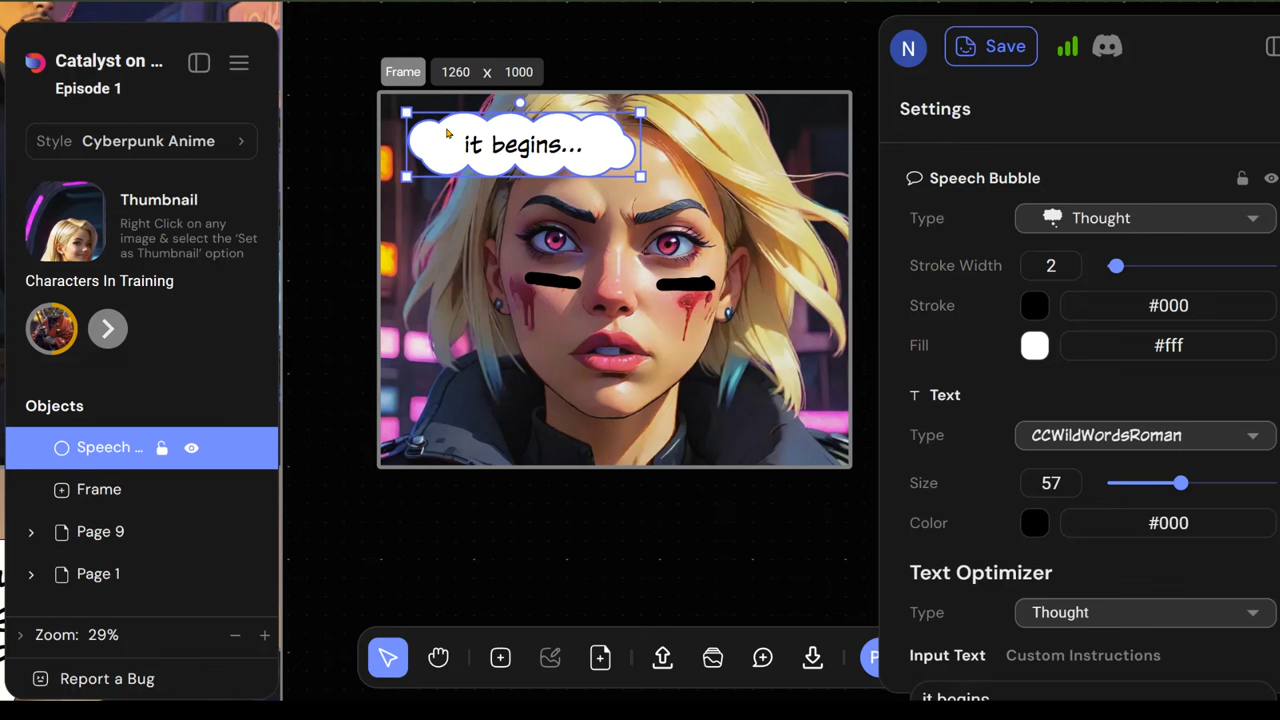 Catalyst on ...
Episode 1
Style Cyberpunk Anime
Thumbnail
Right Click on any
image & select the ‘Set
as Thumbnail’ option
Characters In Training
Objects
Speech ...
Frame
Page 9
Page 1
Zoom: 29%
Report a Bug
Frame 1260 x 1000
it begins...
N Save
Settings
Speech Bubble
Type Thought
Stroke Width 2
Stroke #000
Fill #fff
T Text
Type CCWildWordsRoman
Size 57
Color #000
Text Optimizer
Type Thought
Input Text Custom Instructions
it begins
P